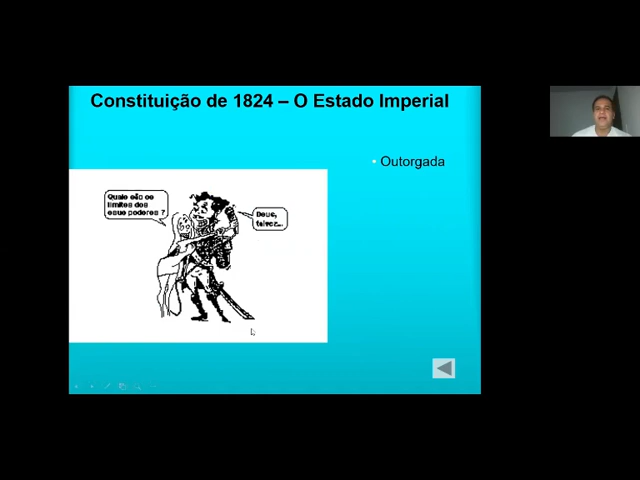 Constituição de 1824 – O Estado Imperial
• Outorgada
Quais são os
limites dos
seus poderes ?
Deus,
talvez...